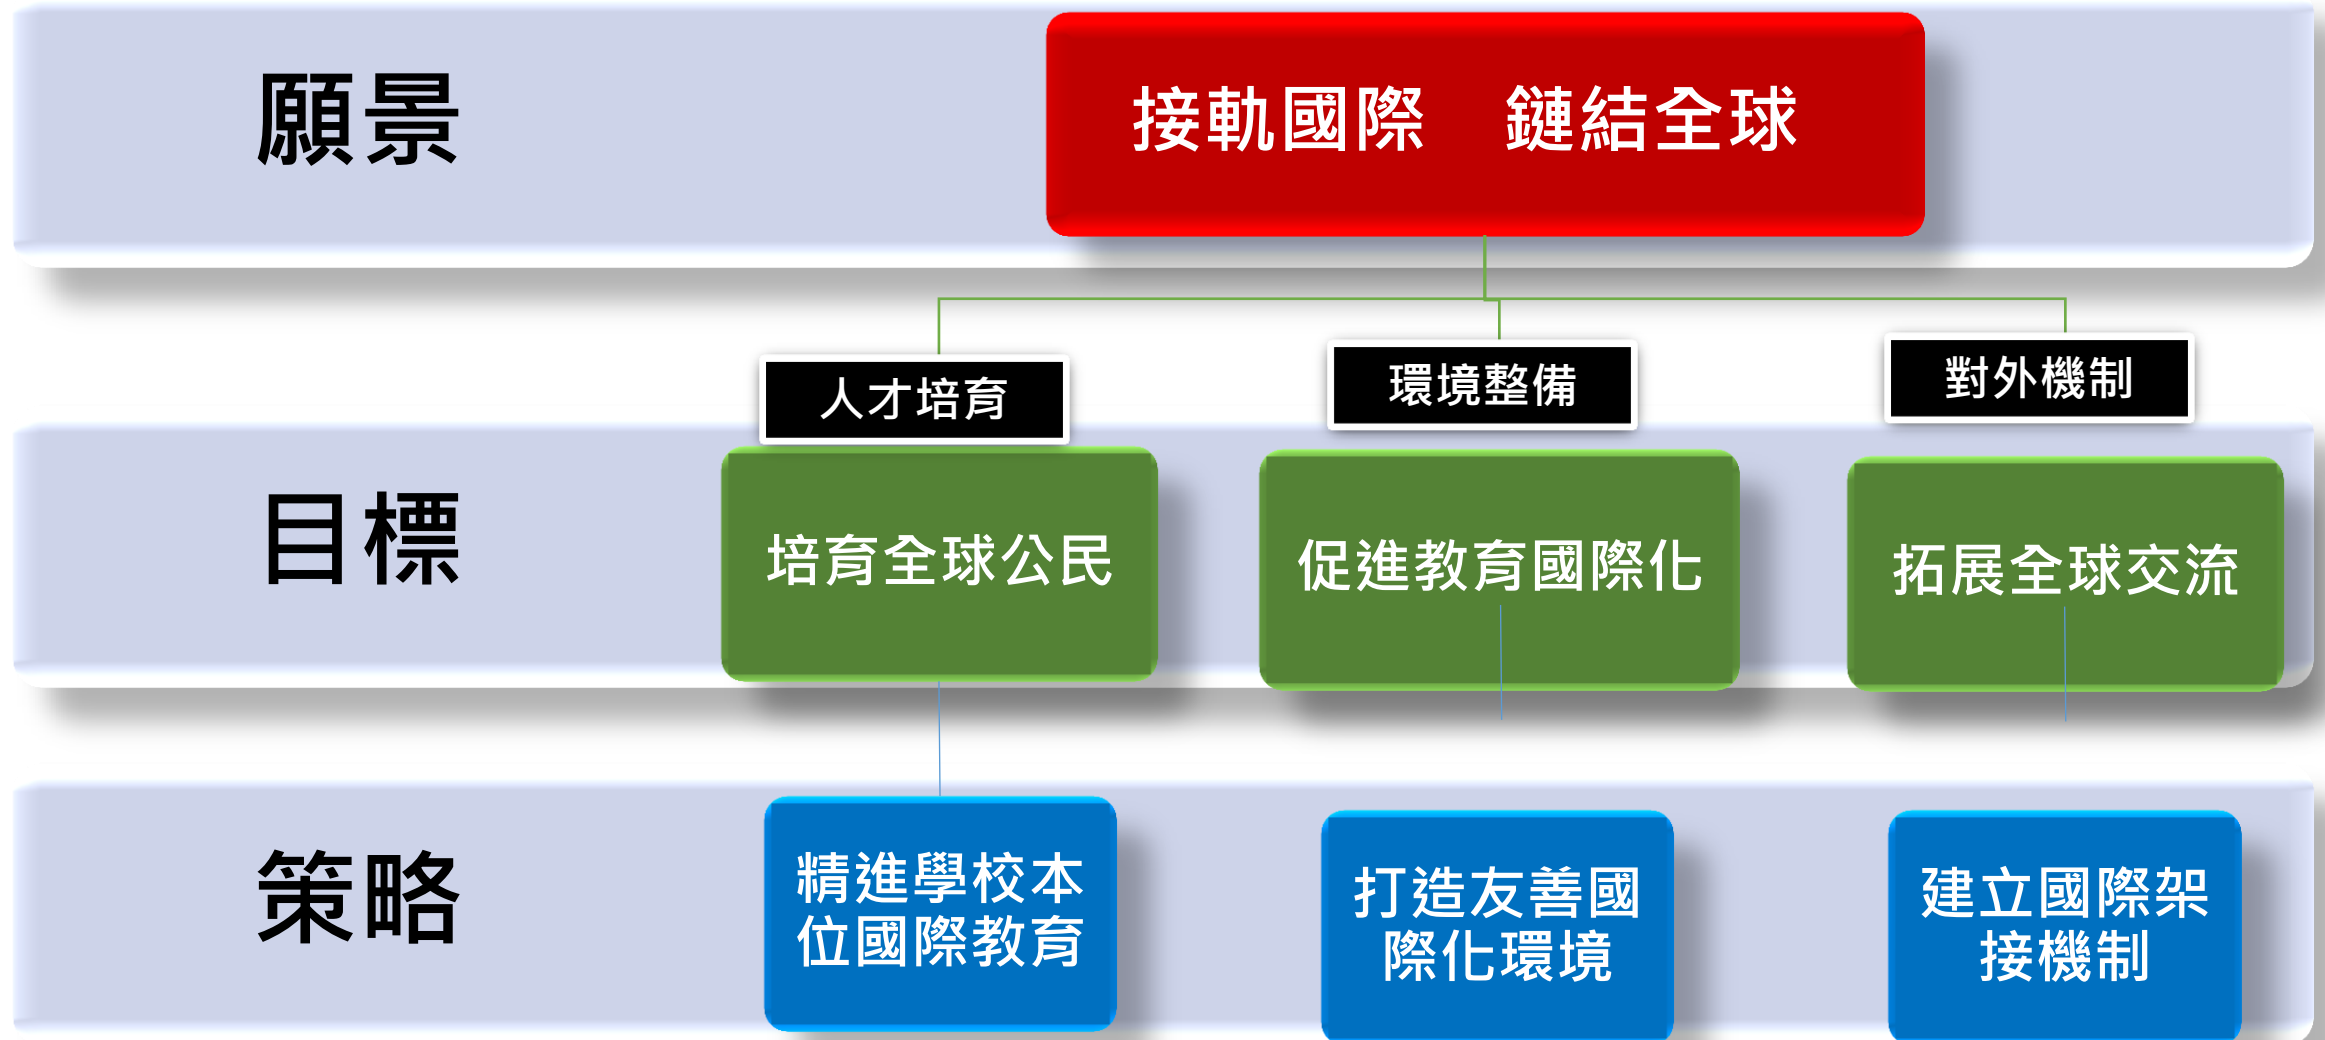 願景
接軌國際　鏈結全球
人才培育
環境整備
對外機制
目標
培育全球公民
促進教育國際化
拓展全球交流
策略
精進學校本
位國際教育
打造友善國
際化環境
建立國際架
接機制